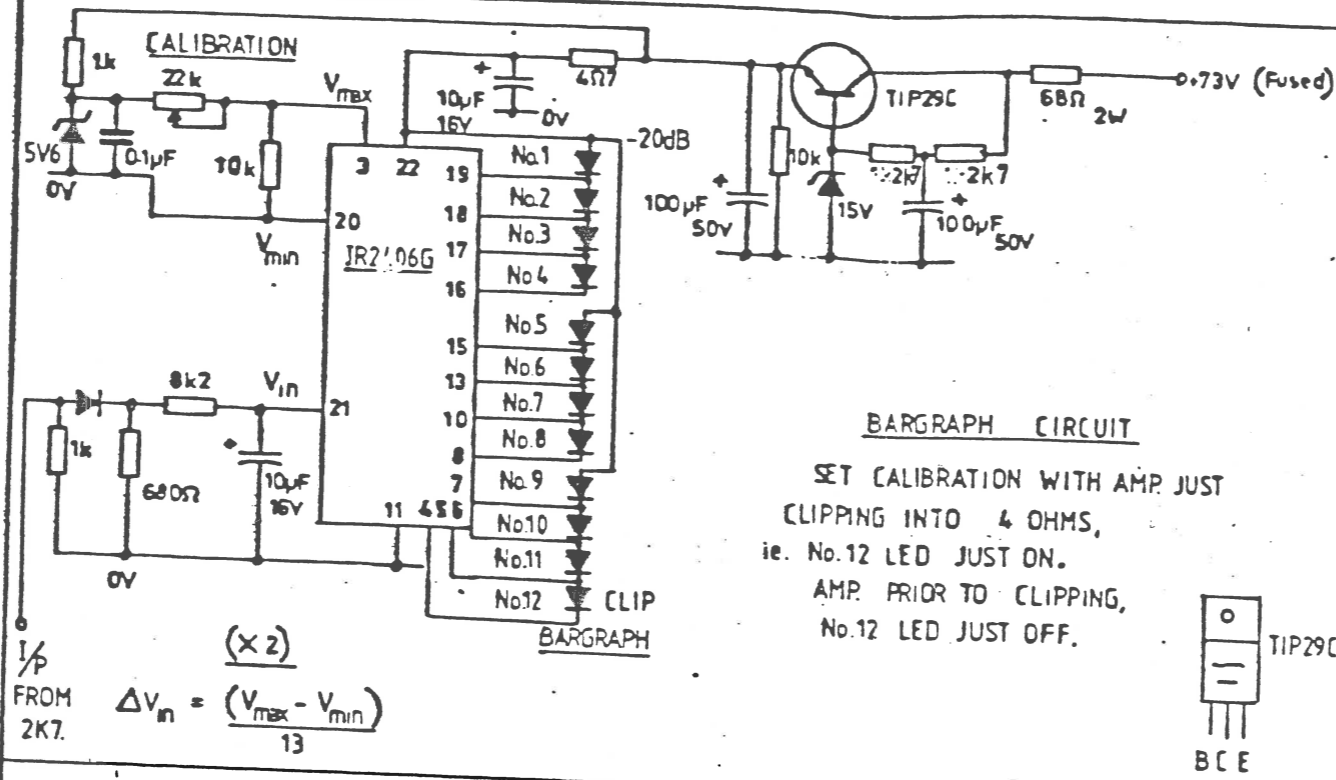 CALIBRATION
1k
22k
Vmax
5V6
0.1µF
10k
0V
Vmin
+
10µF
16V
0V
4Ω7
-20dB
TIP29C
68Ω
2W
0+73V (Fused)
10k
2k7
2k7
+
100µF
50V
15V
+
100µF
50V
3
22
20
21
19
18
17
16
15
13
10
8
7
11
4 5 6
No.1
No.2
No.3
No.4
No.5
No.6
No.7
No.8
No.9
No.10
No.11
No.12
CLIP
BARGRAPH
8k2
Vin
1k
680Ω
+
10µF
16V
0V
I/P
FROM
2K7.
(×2)
ΔVin = (Vmax - Vmin)
13
BARGRAPH CIRCUIT
SET CALIBRATION WITH AMP. JUST
CLIPPING INTO 4 OHMS,
ie. No.12 LED JUST ON.
AMP. PRIOR TO CLIPPING,
No.12 LED JUST OFF.
TIP29C
B C E